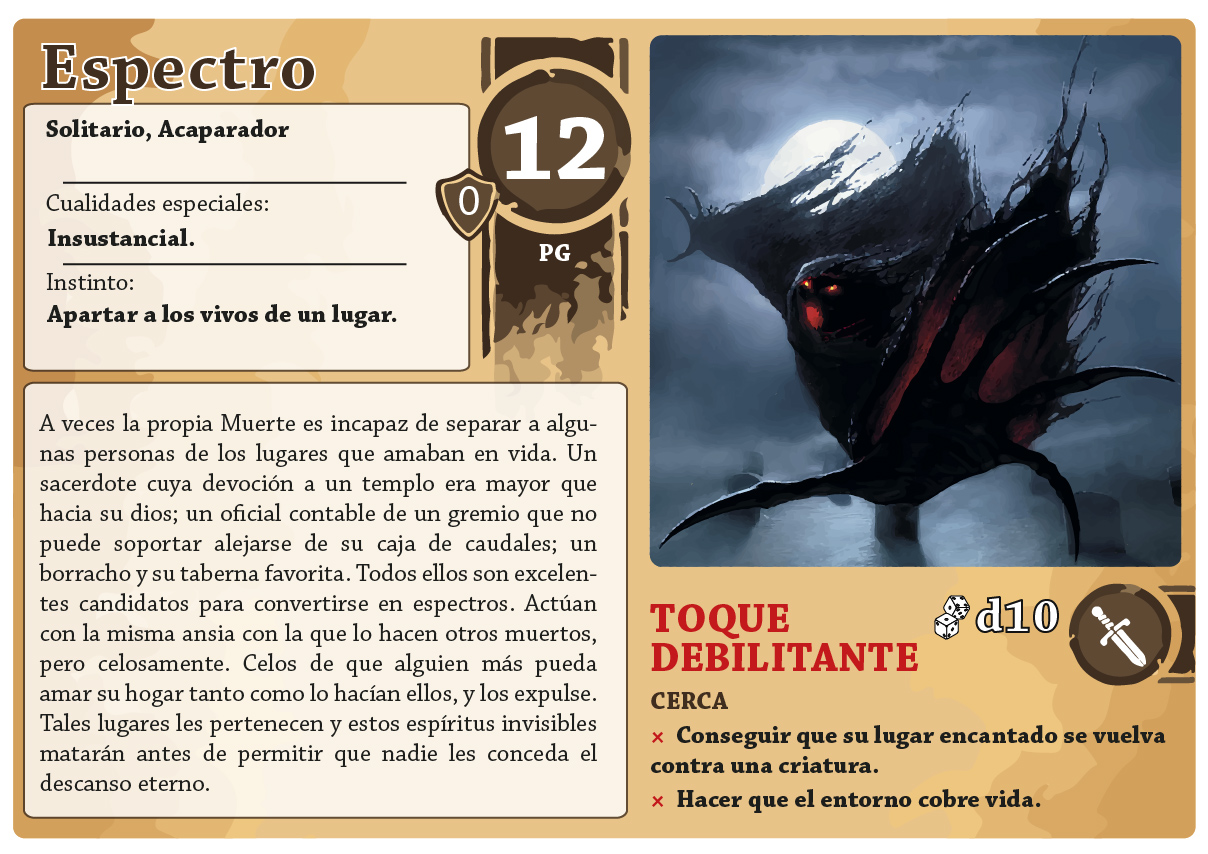 Espectro
Solitario, Acaparador
Cualidades especiales:
Insustancial.
Instinto:
Apartar a los vivos de un lugar.
0
12
PG
A veces la propia Muerte es incapaz de separar a algu-
nas personas de los lugares que amaban en vida. Un
sacerdote cuya devoción a un templo era mayor que
hacia su dios; un oficial contable de un gremio que no
puede soportar alejarse de su caja de caudales; un
borracho y su taberna favorita. Todos ellos son excelen-
tes candidatos para convertirse en espectros. Actúan
con la misma ansia con la que lo hacen otros muertos,
pero celosamente. Celos de que alguien más pueda
amar su hogar tanto como lo hacían ellos, y los expulse.
Tales lugares les pertenecen y estos espíritus invisibles
matarán antes de permitir que nadie les conceda el
descanso eterno.
TOQUE
DEBILITANTE
d10
CERCA
× Conseguir que su lugar encantado se vuelva
contra una criatura.
× Hacer que el entorno cobre vida.